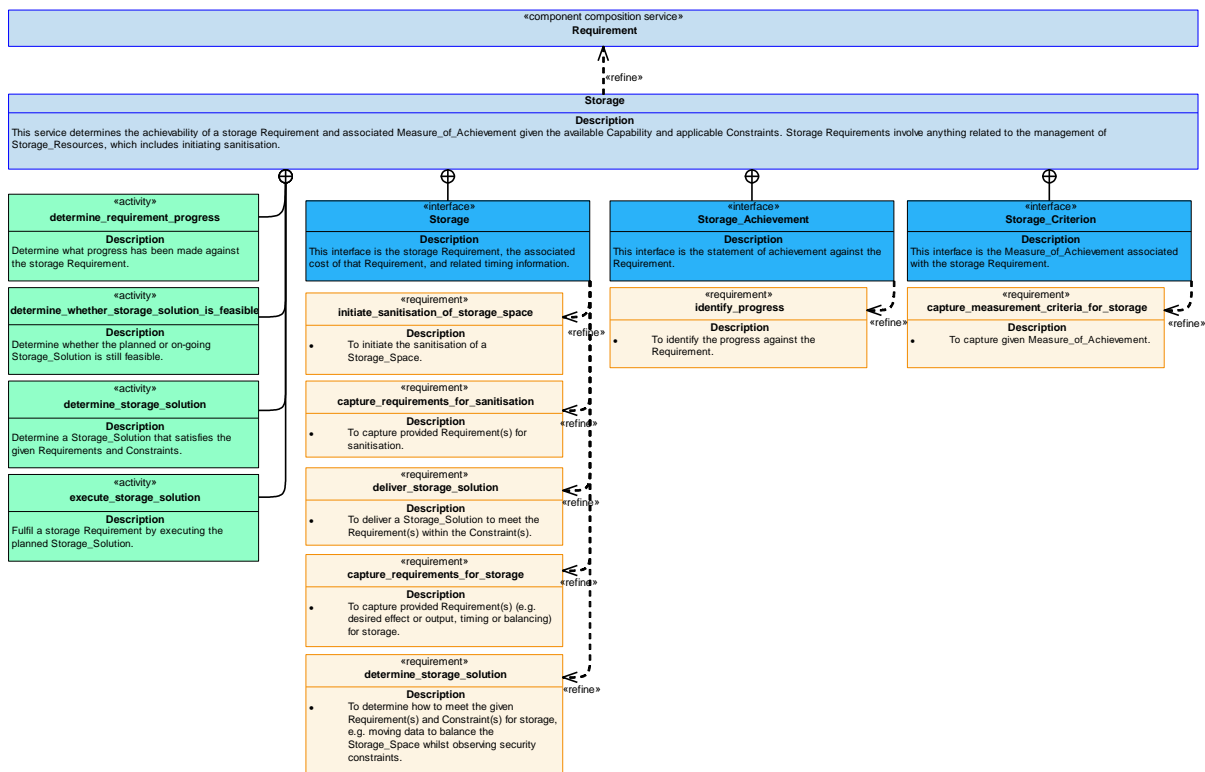 «component composition service»
Requirement
«refine»
Storage
Description
This service determines the achievability of a storage Requirement and associated Measure_of_Achievement given the available Capability and applicable Constraints. Storage Requirements involve anything related to the management of
Storage_Resources, which includes initiating sanitisation.
«activity»
determine_requirement_progress
Description
Determine what progress has been made against
the storage Requirement.
«activity»
determine_whether_storage_solution_is_feasible
Description
Determine whether the planned or on-going
Storage_Solution is still feasible.
«activity»
determine_storage_solution
Description
Determine a Storage_Solution that satisfies the
given Requirements and Constraints.
«activity»
execute_storage_solution
Description
Fulfil a storage Requirement by executing the
planned Storage_Solution.
«interface»
Storage
Description
This interface is the storage Requirement, the associated
cost of that Requirement, and related timing information.
«requirement»
initiate_sanitisation_of_storage_space
Description
• To initiate the sanitisation of a
Storage_Space.
«refine»
«requirement»
capture_requirements_for_sanitisation
Description
• To capture provided Requirement(s) for
sanitisation.
«refine»
«requirement»
deliver_storage_solution
Description
• To deliver a Storage_Solution to meet the
Requirement(s) within the Constraint(s).
«refine»
«requirement»
capture_requirements_for_storage
Description
• To capture provided Requirement(s) (e.g.
desired effect or output, timing or balancing)
for storage.
«refine»
«requirement»
determine_storage_solution
Description
• To determine how to meet the given
Requirement(s) and Constraint(s) for storage,
e.g. moving data to balance the
Storage_Space whilst observing security
constraints.
«refine»
«interface»
Storage_Achievement
Description
This interface is the statement of achievement against the
Requirement.
«requirement»
identify_progress
Description
• To identify the progress against the
Requirement.
«refine»
«interface»
Storage_Criterion
Description
This interface is the Measure_of_Achievement associated
with the storage Requirement.
«requirement»
capture_measurement_criteria_for_storage
Description
• To capture given Measure_of_Achievement.
«refine»